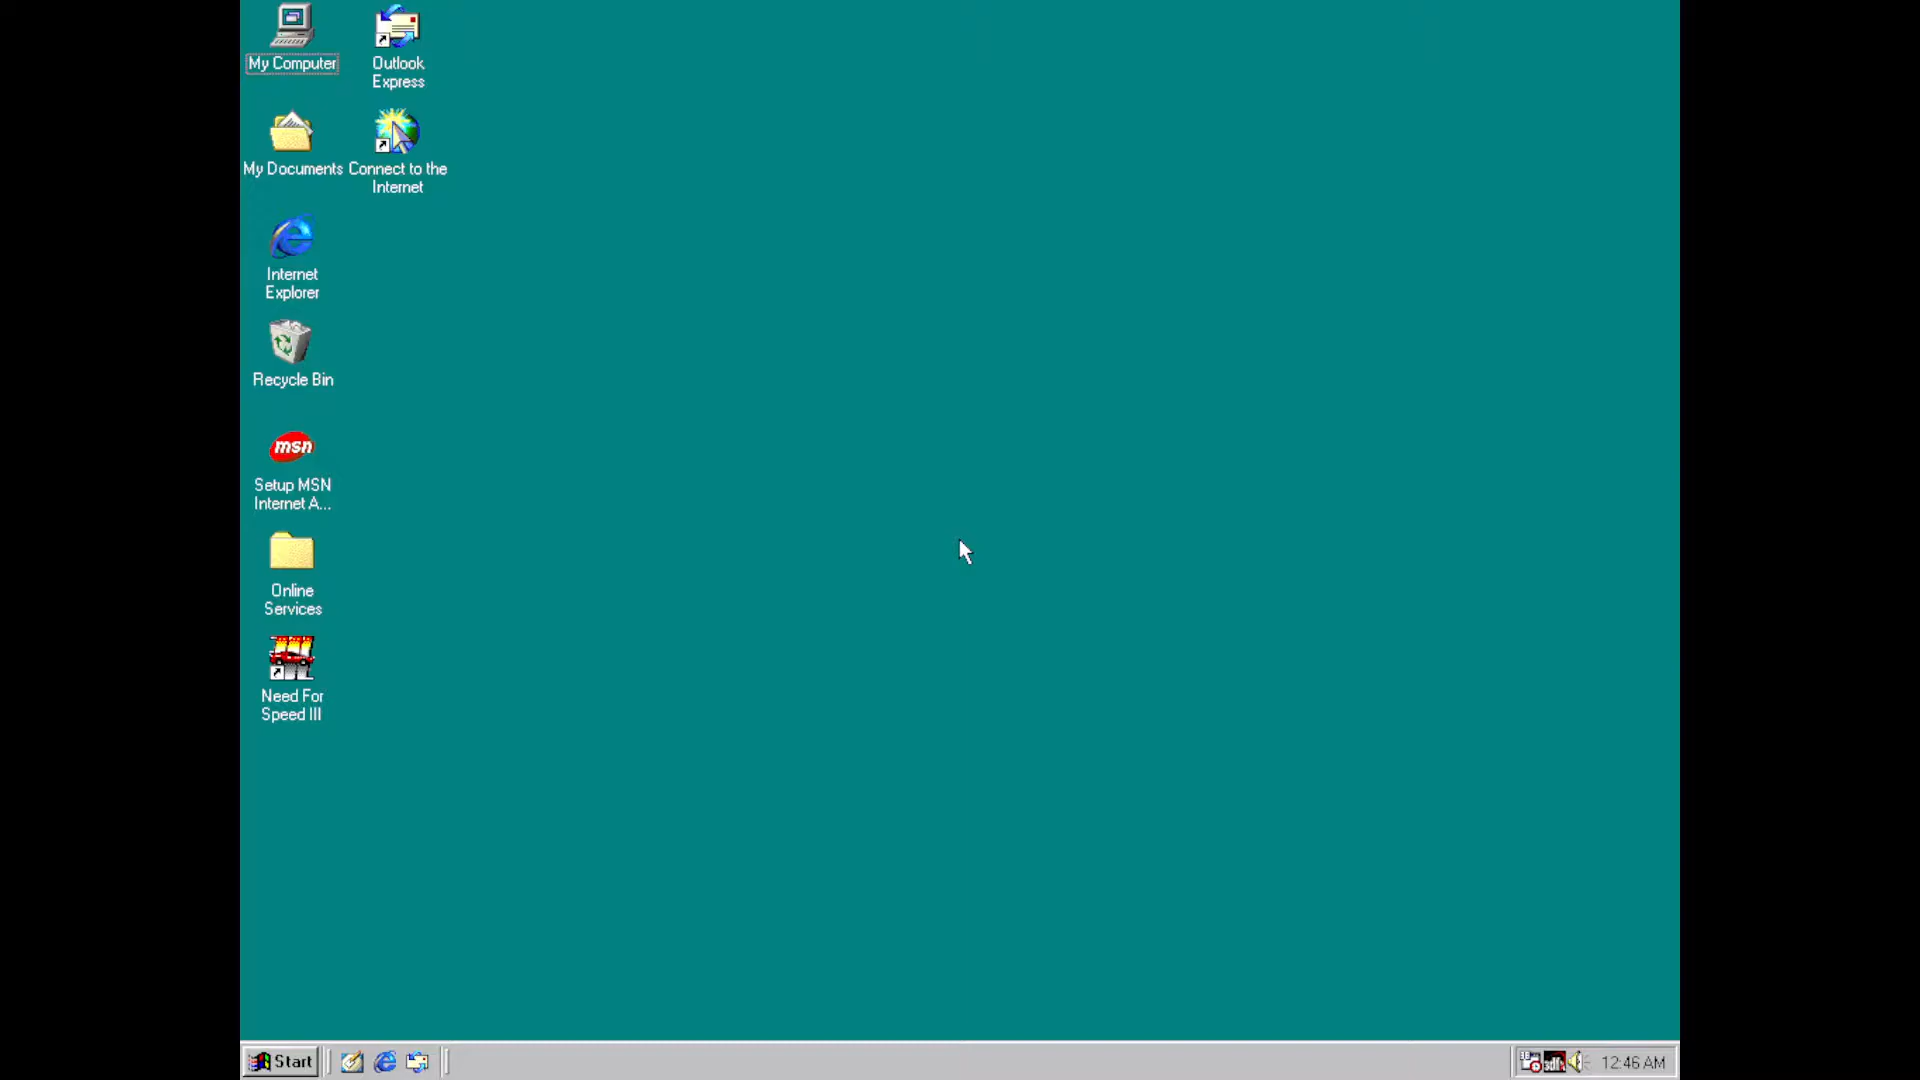 My Computer
Outlook
Express
My Documents
Connect to the
Internet
Internet
Explorer
Recycle Bin
msn
Setup MSN
Internet A...
Online
Services
Need For
Speed III
Start
12:46 AM